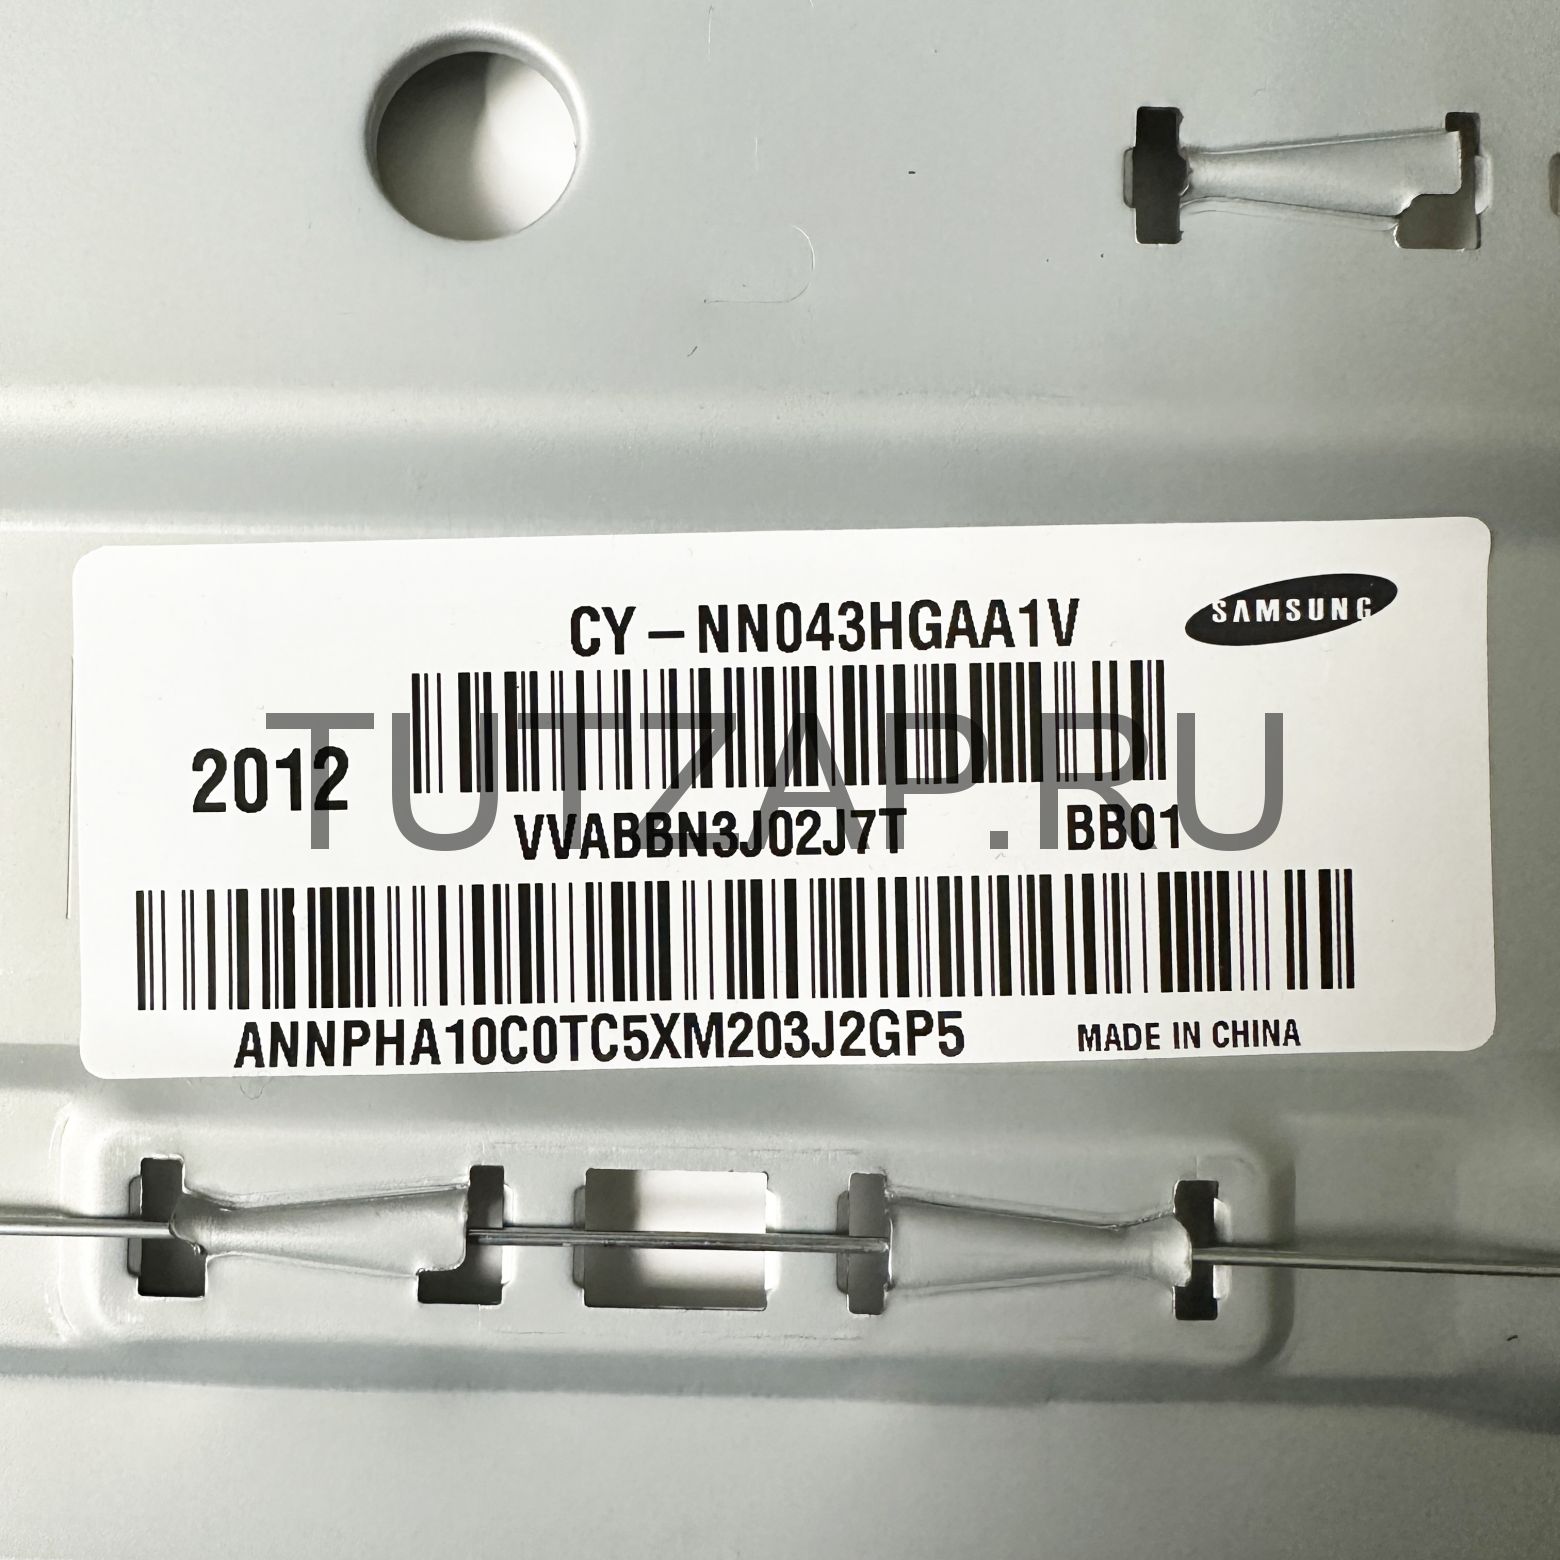 CY-NN043HGAA1V
SAMSUNG
2012
TUTZAP.RU
VVABBN3J02J7T BB01
ANNPHA10C0TC5XM203J2GP5 MADE IN CHINA